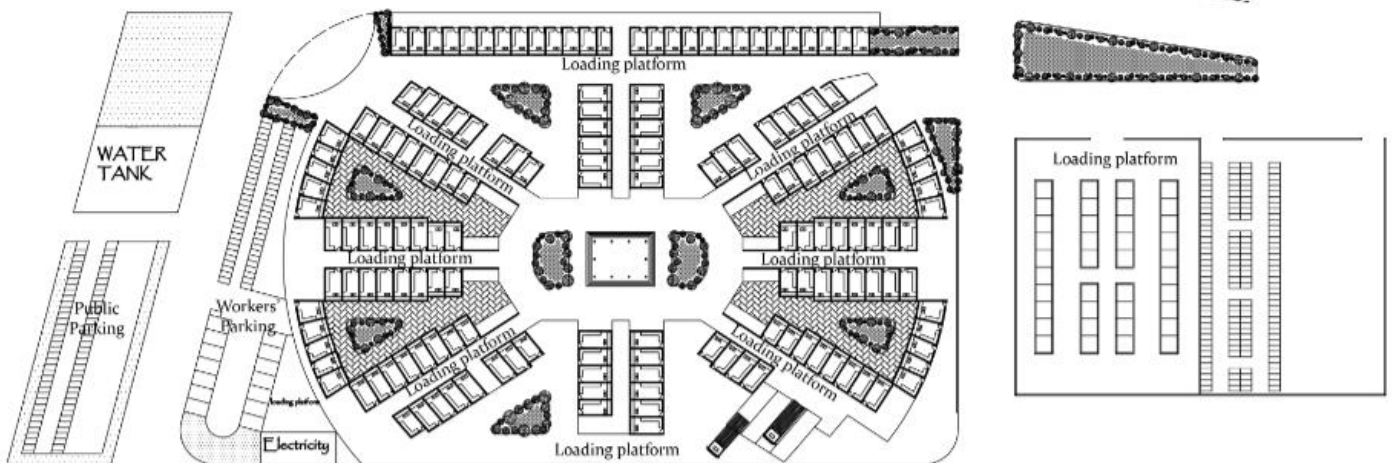 Loading platform
Loading platform
Loading platform
Loading platform
WATER
TANK
Loading platform
Loading platform
Public
Parking
Workers'
Parking
Loading platform
Loading platform
Loading platform
Electricity
Loading platform